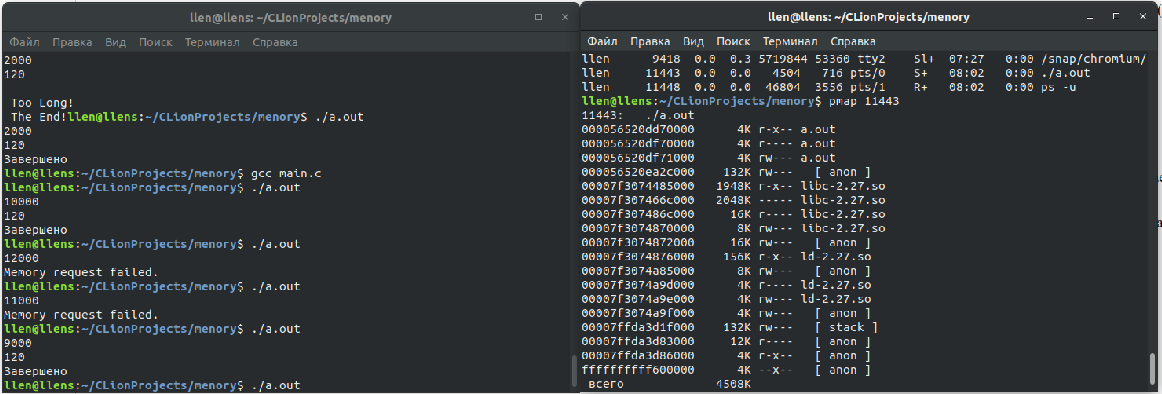 llen@llens: ~/CLionProjects/menory
Файл Правка Вид Поиск Терминал Справка
2000
120
Too Long!
The End!llen@llens:~/CLionProjects/menory$ ./a.out
2000
120
Завершено
llen@llens:~/CLionProjects/menory$ gcc main.c
llen@llens:~/CLionProjects/menory$ ./a.out
10000
120
Завершено
llen@llens:~/CLionProjects/menory$ ./a.out
12000
Memory request failed.
llen@llens:~/CLionProjects/menory$ ./a.out
11000
Memory request failed.
llen@llens:~/CLionProjects/menory$ ./a.out
9000
120
Завершено
llen@llens:~/CLionProjects/menory$ ./a.out
llen@llens: ~/CLionProjects/menory
Файл Правка Вид Поиск Терминал Справка
llen 9418 0.0 0.3 5719844 53360 tty2 Sl+ 07:27 0:00 /snap/chromium/
llen 11443 0.0 0.0 4504 716 pts/0 S+ 08:02 0:00 ./a.out
llen 11448 0.0 0.0 46804 3556 pts/1 R+ 08:02 0:00 ps -u
llen@llens:~/CLionProjects/menory$ pmap 11443
11443: ./a.out
000056520dd70000 4K r-x-- a.out
000056520df70000 4K r---- a.out
000056520df71000 4K rw--- a.out
000056520ea2c000 132K rw--- [ anon ]
00007f3074485000 1948K r-x-- libc-2.27.so
00007f307466c000 2048K ----- libc-2.27.so
00007f307486c000 16K r---- libc-2.27.so
00007f3074870000 8K rw--- libc-2.27.so
00007f3074872000 16K rw--- [ anon ]
00007f3074876000 156K r-x-- ld-2.27.so
00007f3074a85000 8K rw--- [ anon ]
00007f3074a9d000 4K r---- ld-2.27.so
00007f3074a9e000 4K rw--- ld-2.27.so
00007f3074a9f000 4K rw--- [ anon ]
00007ffda3d1f000 132K rw--- [ stack ]
00007ffda3d83000 12K r---- [ anon ]
00007ffda3d86000 4K r-x-- [ anon ]
ffffffffff600000 4K --x-- [ anon ]
всего 4508K